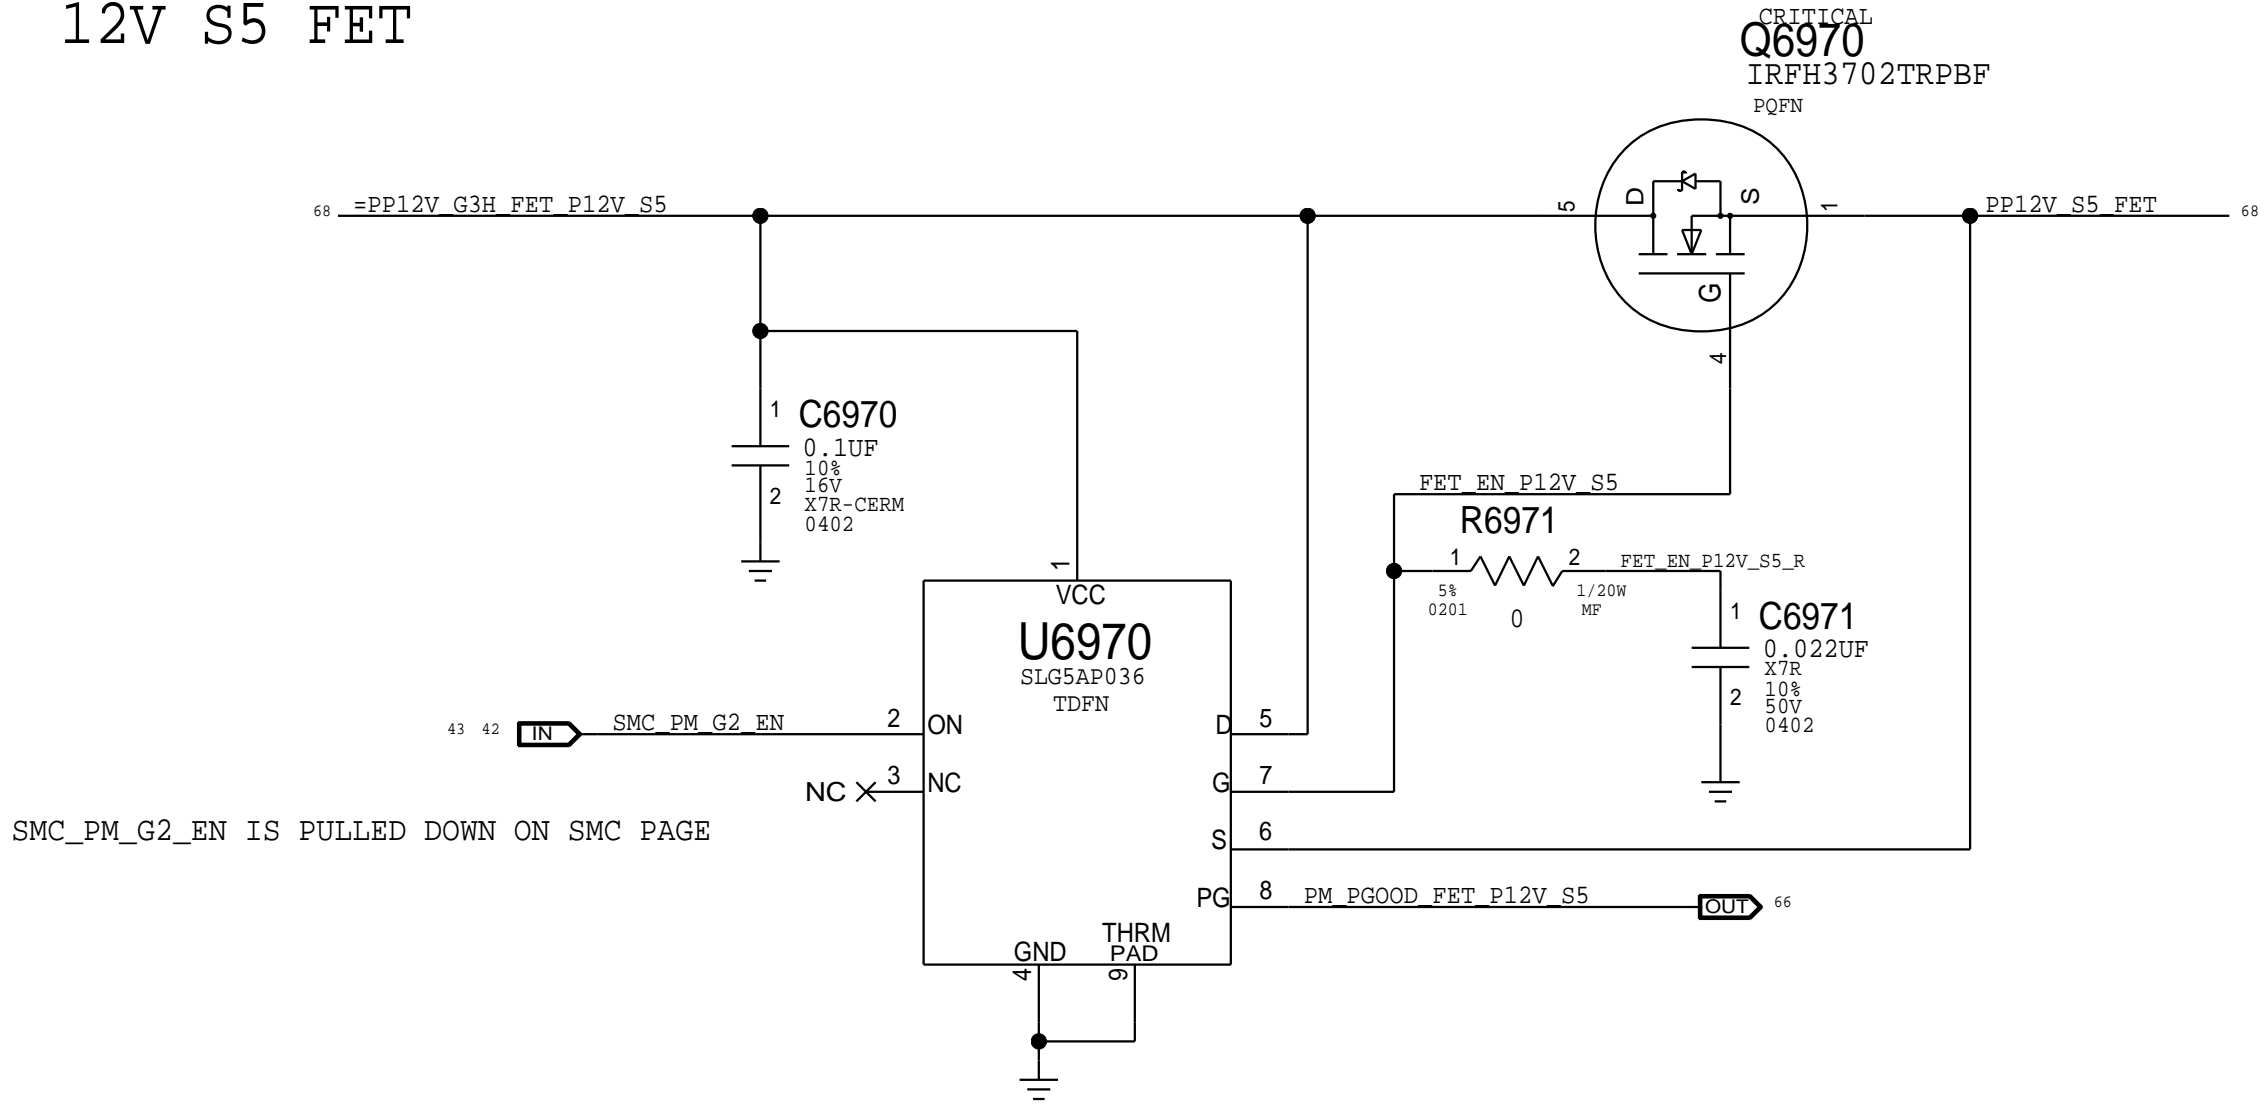 12V S5 FET
CRITICAL
Q6970
IRFH3702TRPBF
PQFN
68 =PP12V_G3H_FET_P12V_S5
5 D S 1
PP12V_S5_FET 68
G
4
1 C6970
0.1UF
10%
16V
2 X7R-CERM
0402
FET_EN_P12V_S5
R6971
1 2 FET_EN_P12V_S5_R
5% 1/20W
0201 0 MF
1 C6971
0.022UF
X7R
10%
2 50V
0402
1
VCC
U6970
SLG5AP036
TDFN
43 42 IN SMC_PM_G2_EN 2 ON
D 5
NC 3 NC
G 7
SMC_PM_G2_EN IS PULLED DOWN ON SMC PAGE
S 6
PG 8 PM_PGOOD_FET_P12V_S5 OUT 66
GND THRM
PAD
4 9